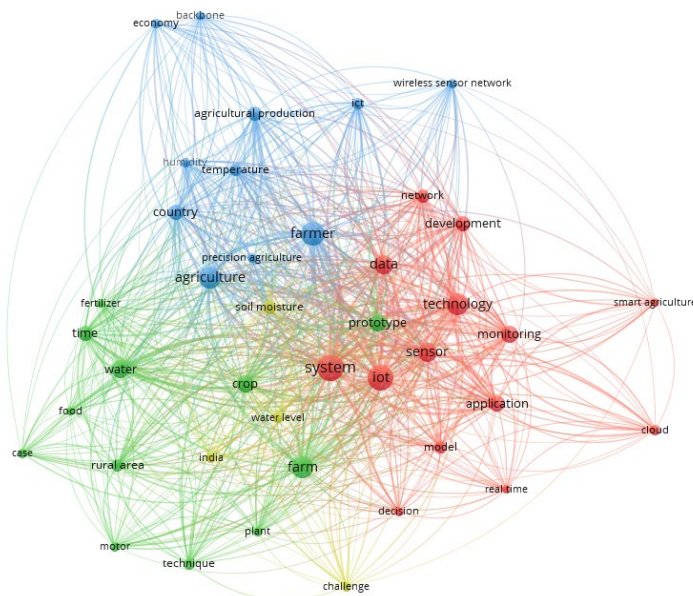 backbone
economy
wireless sensor network
ict
agricultural production
humidity
temperature
network
country
development
farmer
precision agriculture
data
agriculture
fertilizer
soil moisture
technology
smart agriculture
time
prototype
monitoring
sensor
water
system
iot
crop
food
application
water level
cloud
case
rural area
india
farm
model
real time
decision
plant
motor
technique
challenge